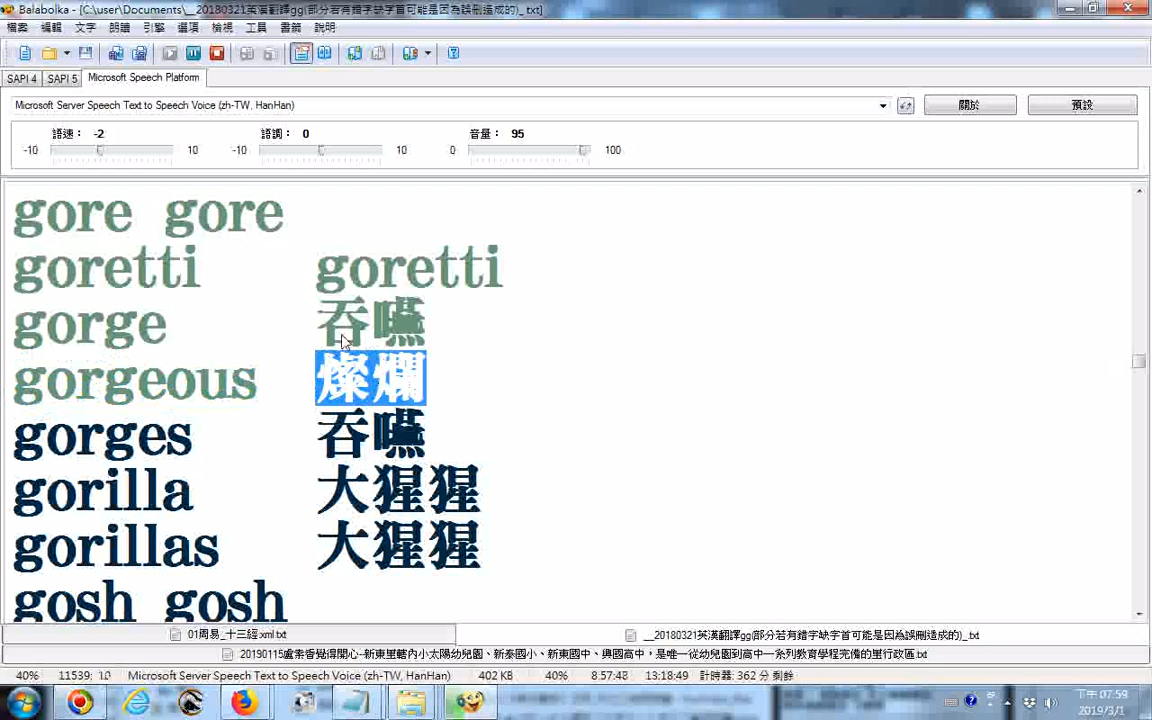 Balabolka - [C:\user\Documents\__20180321英漢翻譯gg(部分若有錯字缺字首可能是因為誤刪造成的)_.txt]
檔案 編輯 文字 朗讀 引擎 選項 檢視 工具 書籤 說明
SAPI 4 SAPI 5 Microsoft Speech Platform
Microsoft Server Speech Text to Speech Voice (zh-TW, HanHan) 關於 預設
語速： -2 語調： 0 音量： 95
-10 10 -10 10 0 100
gore gore
goretti goretti
gorge 吞嚥
gorgeous 燦爛
gorges 吞嚥
gorilla 大猩猩
gorillas 大猩猩
gosh gosh
01周易_十三經.xml.txt __20180321英漢翻譯gg(部分若有錯字缺字首可能是因為誤刪造成的)_.txt
20190115盧素香覺得開心-新東里轄內小太陽幼兒園、新泰國小、新東國中、興國高中，是唯一從幼兒園到高中一系列教育學程完備的里行政區.txt
40% 11539: 10 Microsoft Server Speech Text to Speech Voice (zh-TW, HanHan) 402 KB 40% 8:57:48 13:18:49 計時器: 362 分 剩餘
下午 07:59
2019/3/1